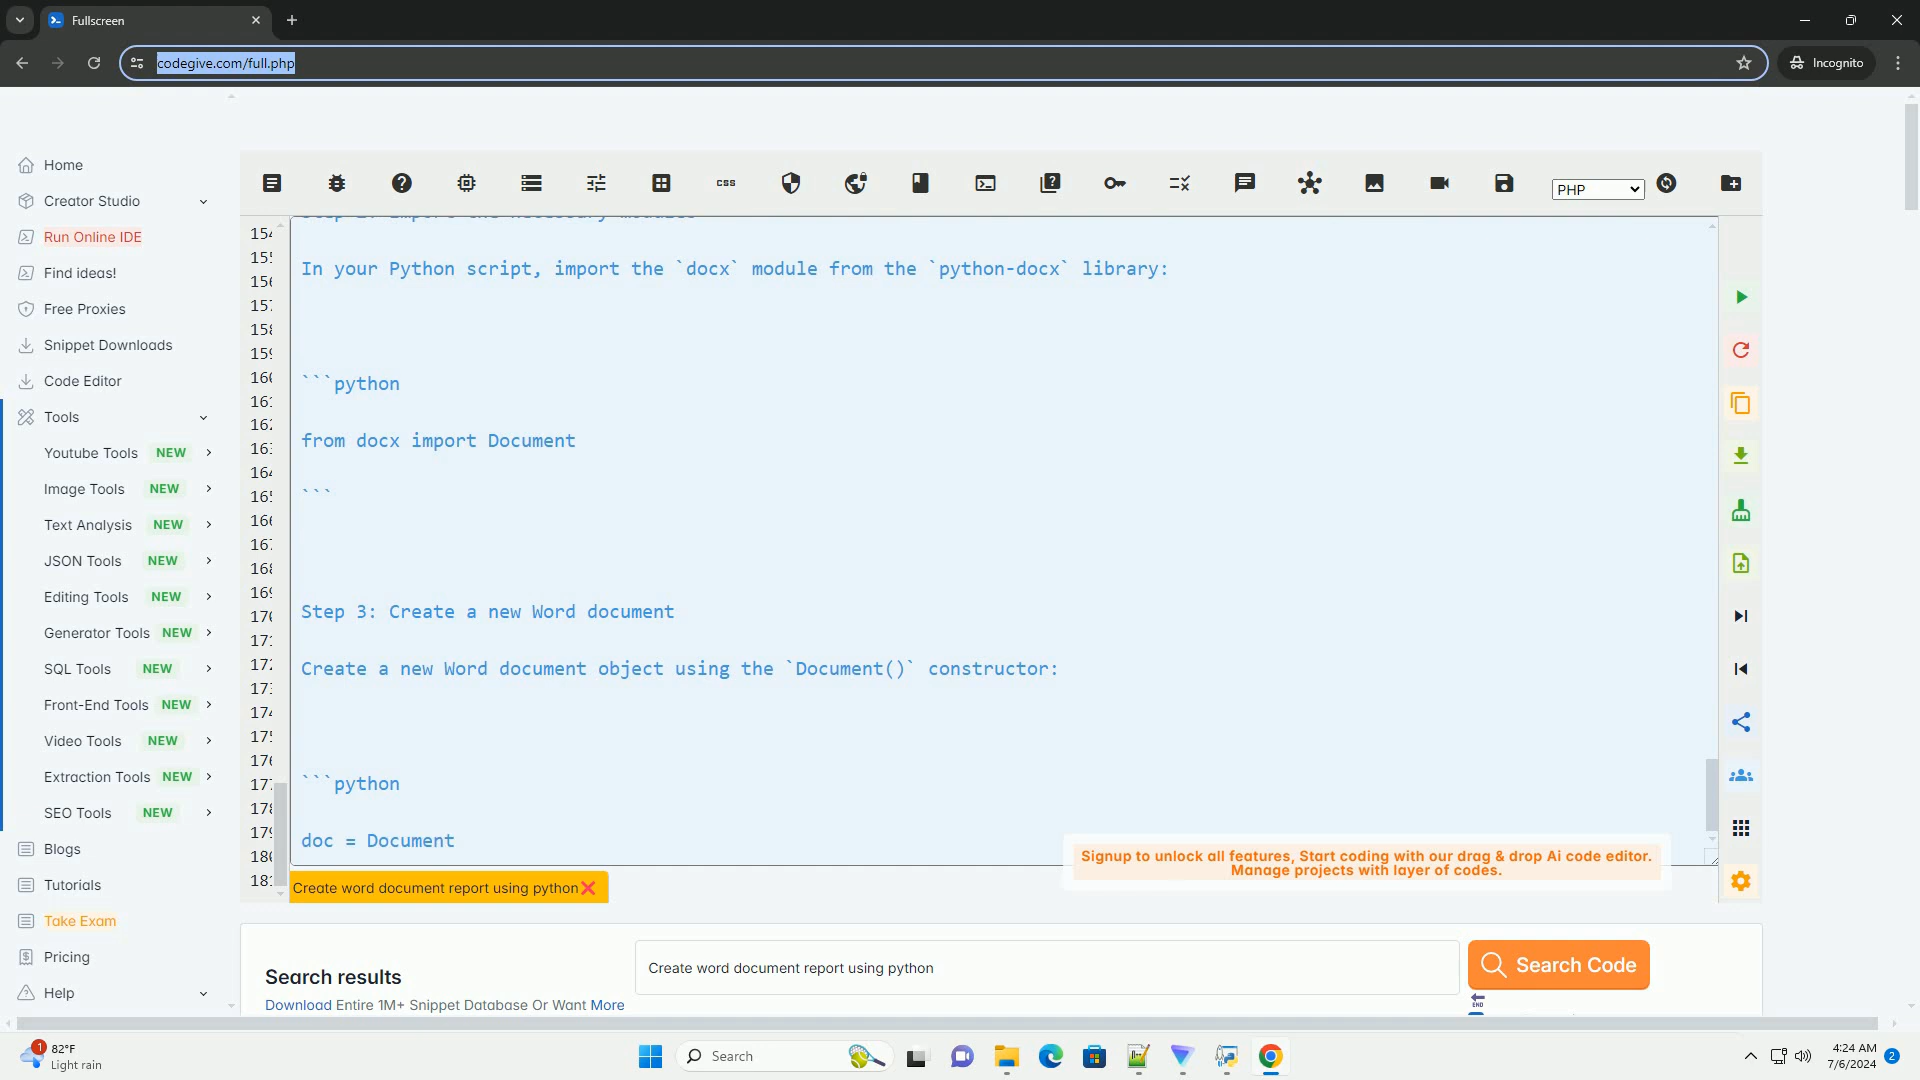 Fullscreen
codegive.com/full.php
Incognito
Home
Creator Studio
Run Online IDE
Find ideas!
Free Proxies
Snippet Downloads
Code Editor
Tools
Youtube Tools NEW
Image Tools NEW
Text Analysis NEW
JSON Tools NEW
Editing Tools NEW
Generator Tools NEW
SQL Tools NEW
Front-End Tools NEW
Video Tools NEW
Extraction Tools NEW
SEO Tools NEW
Blogs
Tutorials
Take Exam
Pricing
Help
css
PHP
In your Python script, import the `docx` module from the `python-docx` library:
```python
from docx import Document
```
Step 3: Create a new Word document
Create a new Word document object using the `Document()` constructor:
```python
doc = Document
Signup to unlock all features, Start coding with our drag & drop Ai code editor.
Manage projects with layer of codes.
Create word document report using python
Search results
Create word document report using python
Search Code
Download Entire 1M+ Snippet Database Or Want More
END
1
82°F
Light rain
Search
4:24 AM
7/6/2024
2